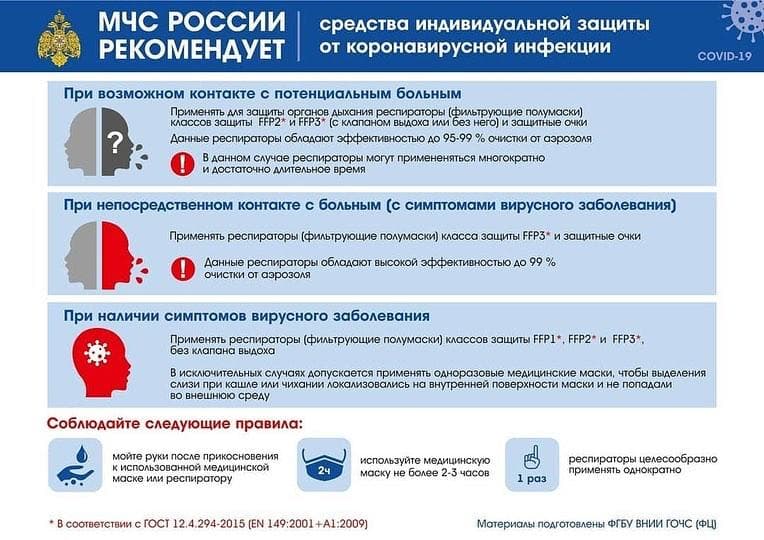 МЧС РОССИИ
РЕКОМЕНДУЕТ
средства индивидуальной защиты
от коронавирусной инфекции
COVID-19
При возможном контакте с потенциальным больным
Применять для защиты органов дыхания респираторы (фильтрующие полумаски)
классов защиты FFP2* и FFP3* (с клапаном выдоха или без него) и защитные очки
Данные респираторы обладают эффективностью до 95-99 % очистки от аэрозоля
?
!
В данном случае респираторы могут примененяться многократно
и достаточно длительное время
При непосредственном контакте с больным (с симптомами вирусного заболевания)
Применять респираторы (фильтрующие полумаски) класса защиты FFP3* и защитные очки
!
Данные респираторы обладают высокой эффективностью до 99 %
очистки от аэрозоля
При наличии симптомов вирусного заболевания
Применять респираторы (фильтрующие полумаски) классов защиты FFP1*, FFP2* и FFP3*,
без клапана выдоха
В исключительных случаях допускается применять одноразовые медицинские маски, чтобы выделения
слизи при кашле или чихании локализовались на внутренней поверхности маски и не попадали
во внешнюю среду
Соблюдайте следующие правила:
мойте руки после прикосновения
к использованной медицинской
маске или респиратору
2ч
используйте медицинскую
маску не более 2-3 часов
1 раз
респираторы целесообразно
применять однократно
* В соответствии с ГОСТ 12.4.294-2015 (EN 149:2001+A1:2009)
Материалы подготовлены ФГБУ ВНИИ ГОЧС (ФЦ)